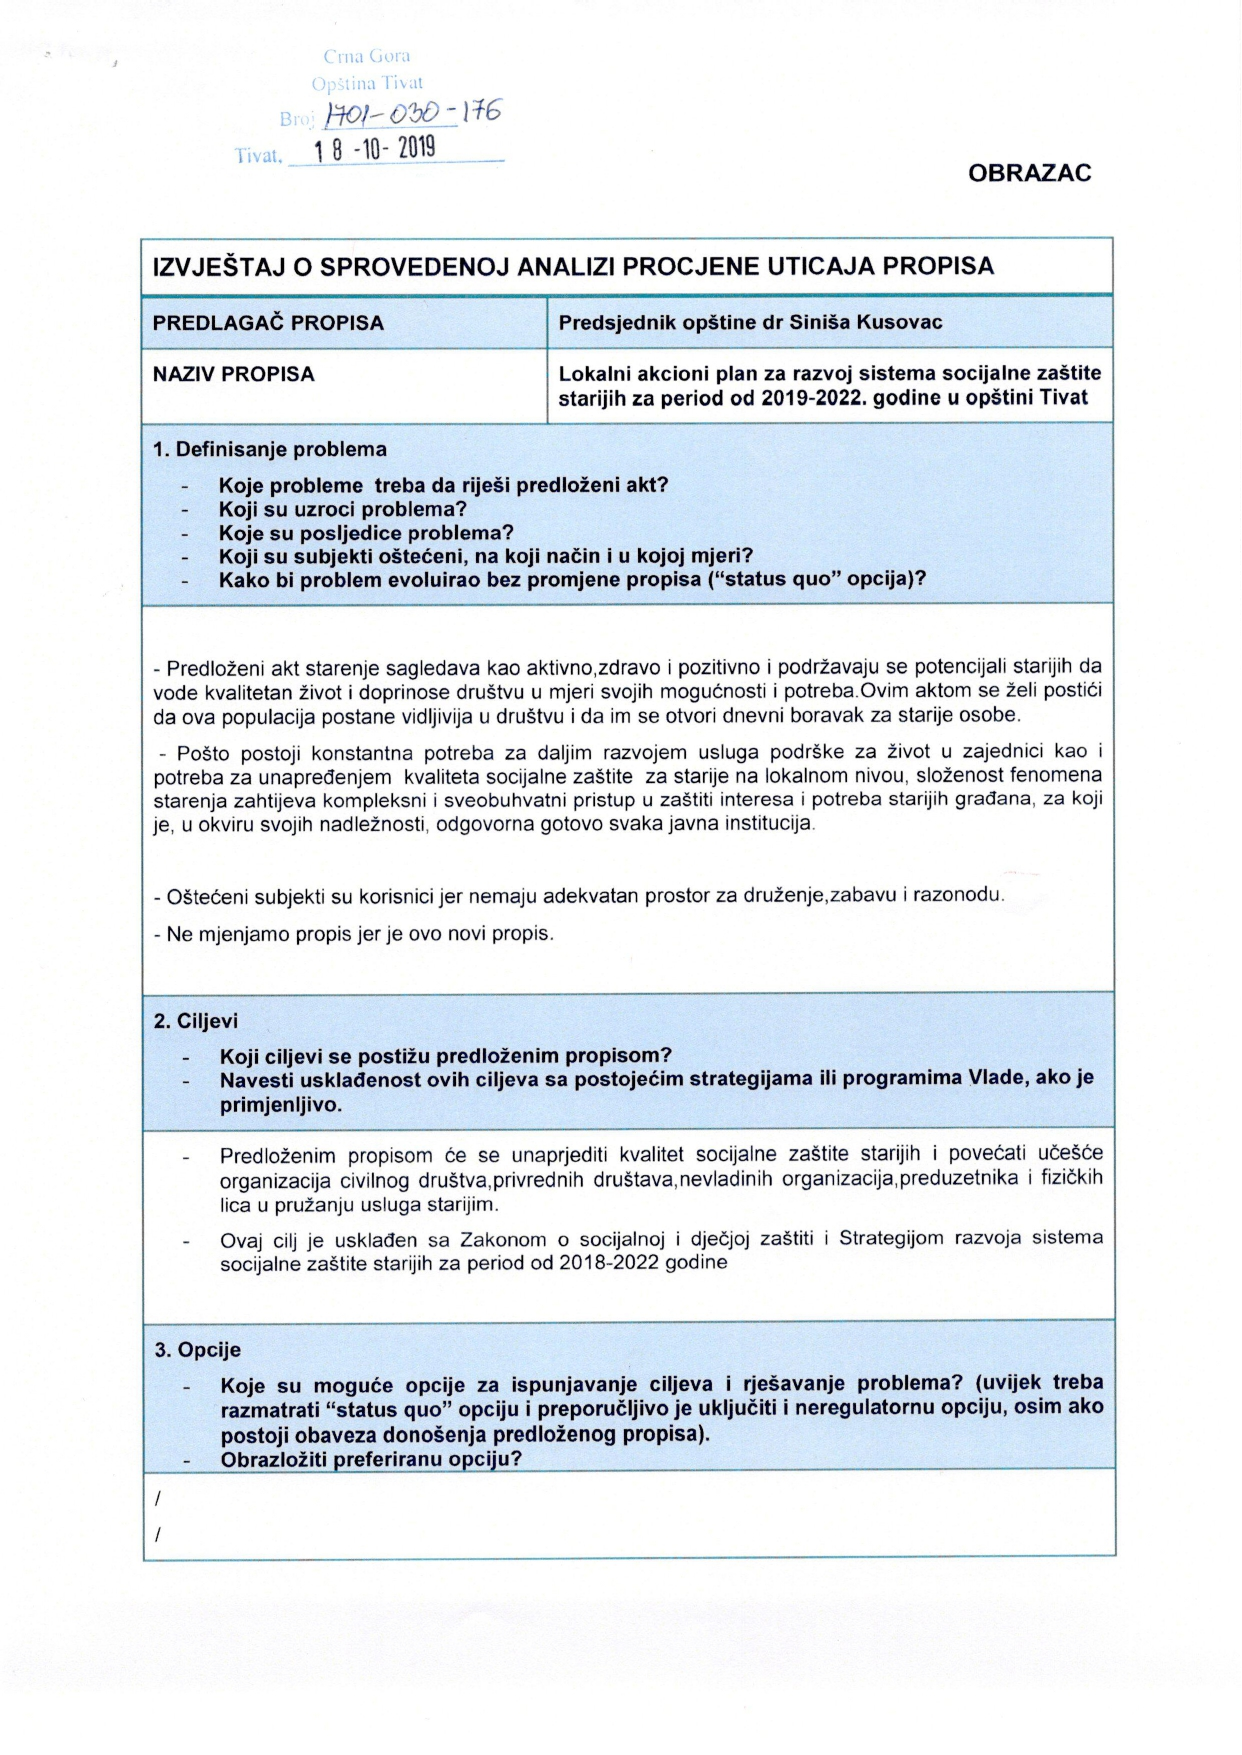 Crna Gora
Opština Tivat
Broj 1701-030-176
Tivat, 18-10-2019
OBRAZAC
IZVJEŠTAJ O SPROVEDENOJ ANALIZI PROCJENE UTICAJA PROPISA
PREDLAGAČ PROPISA
Predsjednik opštine dr Siniša Kusovac
NAZIV PROPISA
Lokalni akcioni plan za razvoj sistema socijalne zaštite
starijih za period od 2019-2022. godine u opštini Tivat
1. Definisanje problema
- Koje probleme treba da riješi predloženi akt?
- Koji su uzroci problema?
- Koje su posljedice problema?
- Koji su subjekti oštećeni, na koji način i u kojoj mjeri?
- Kako bi problem evoluirao bez promjene propisa (“status quo” opcija)?
- Predloženi akt starenje sagledava kao aktivno,zdravo i pozitivno i podržavaju se potencijali starijih da
vode kvalitetan život i doprinose društvu u mjeri svojih mogućnosti i potreba.Ovim aktom se želi postići
da ova populacija postane vidljivija u društvu i da im se otvori dnevni boravak za starije osobe.
- Pošto postoji konstantna potreba za daljim razvojem usluga podrške za život u zajednici kao i
potreba za unapređenjem kvaliteta socijalne zaštite za starije na lokalnom nivou, složenost fenomena
starenja zahtijeva kompleksni i sveobuhvatni pristup u zaštiti interesa i potreba starijih građana, za koji
je, u okviru svojih nadležnosti, odgovorna gotovo svaka javna institucija.
- Oštećeni subjekti su korisnici jer nemaju adekvatan prostor za druženje,zabavu i razonodu.
- Ne mjenjamo propis jer je ovo novi propis.
2. Ciljevi
- Koji ciljevi se postižu predloženim propisom?
- Navesti usklađenost ovih ciljeva sa postojećim strategijama ili programima Vlade, ako je
primjenljivo.
- Predloženim propisom će se unaprjediti kvalitet socijalne zaštite starijih i povećati učešće
organizacija civilnog društva,privrednih društava,nevladinih organizacija,preduzetnika i fizičkih
lica u pružanju usluga starijim.
- Ovaj cilj je usklađen sa Zakonom o socijalnoj i dječjoj zaštiti i Strategijom razvoja sistema
socijalne zaštite starijih za period od 2018-2022 godine
3. Opcije
- Koje su moguće opcije za ispunjavanje ciljeva i rješavanje problema? (uvijek treba
razmatrati “status quo” opciju i preporučljivo je uključiti i neregulatornu opciju, osim ako
postoji obaveza donošenja predloženog propisa).
- Obrazložiti preferiranu opciju?
/
/